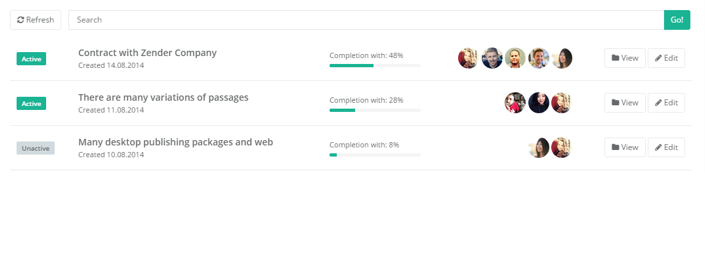 Refresh Search Go!
Active Contract with Zender Company Completion with: 48% View Edit
Created 14.08.2014
Active There are many variations of passages Completion with: 28% View Edit
Created 11.08.2014
Unactive Many desktop publishing packages and web Completion with: 8% View Edit
Created 10.08.2014